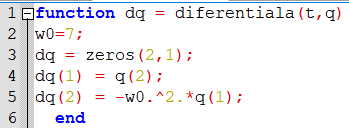 1 function dq = diferentiala(t,q)
2 w0=7;
3 dq = zeros(2,1);
4 dq(1) = q(2);
5 dq(2) = -w0.^2.*q(1);
6 end